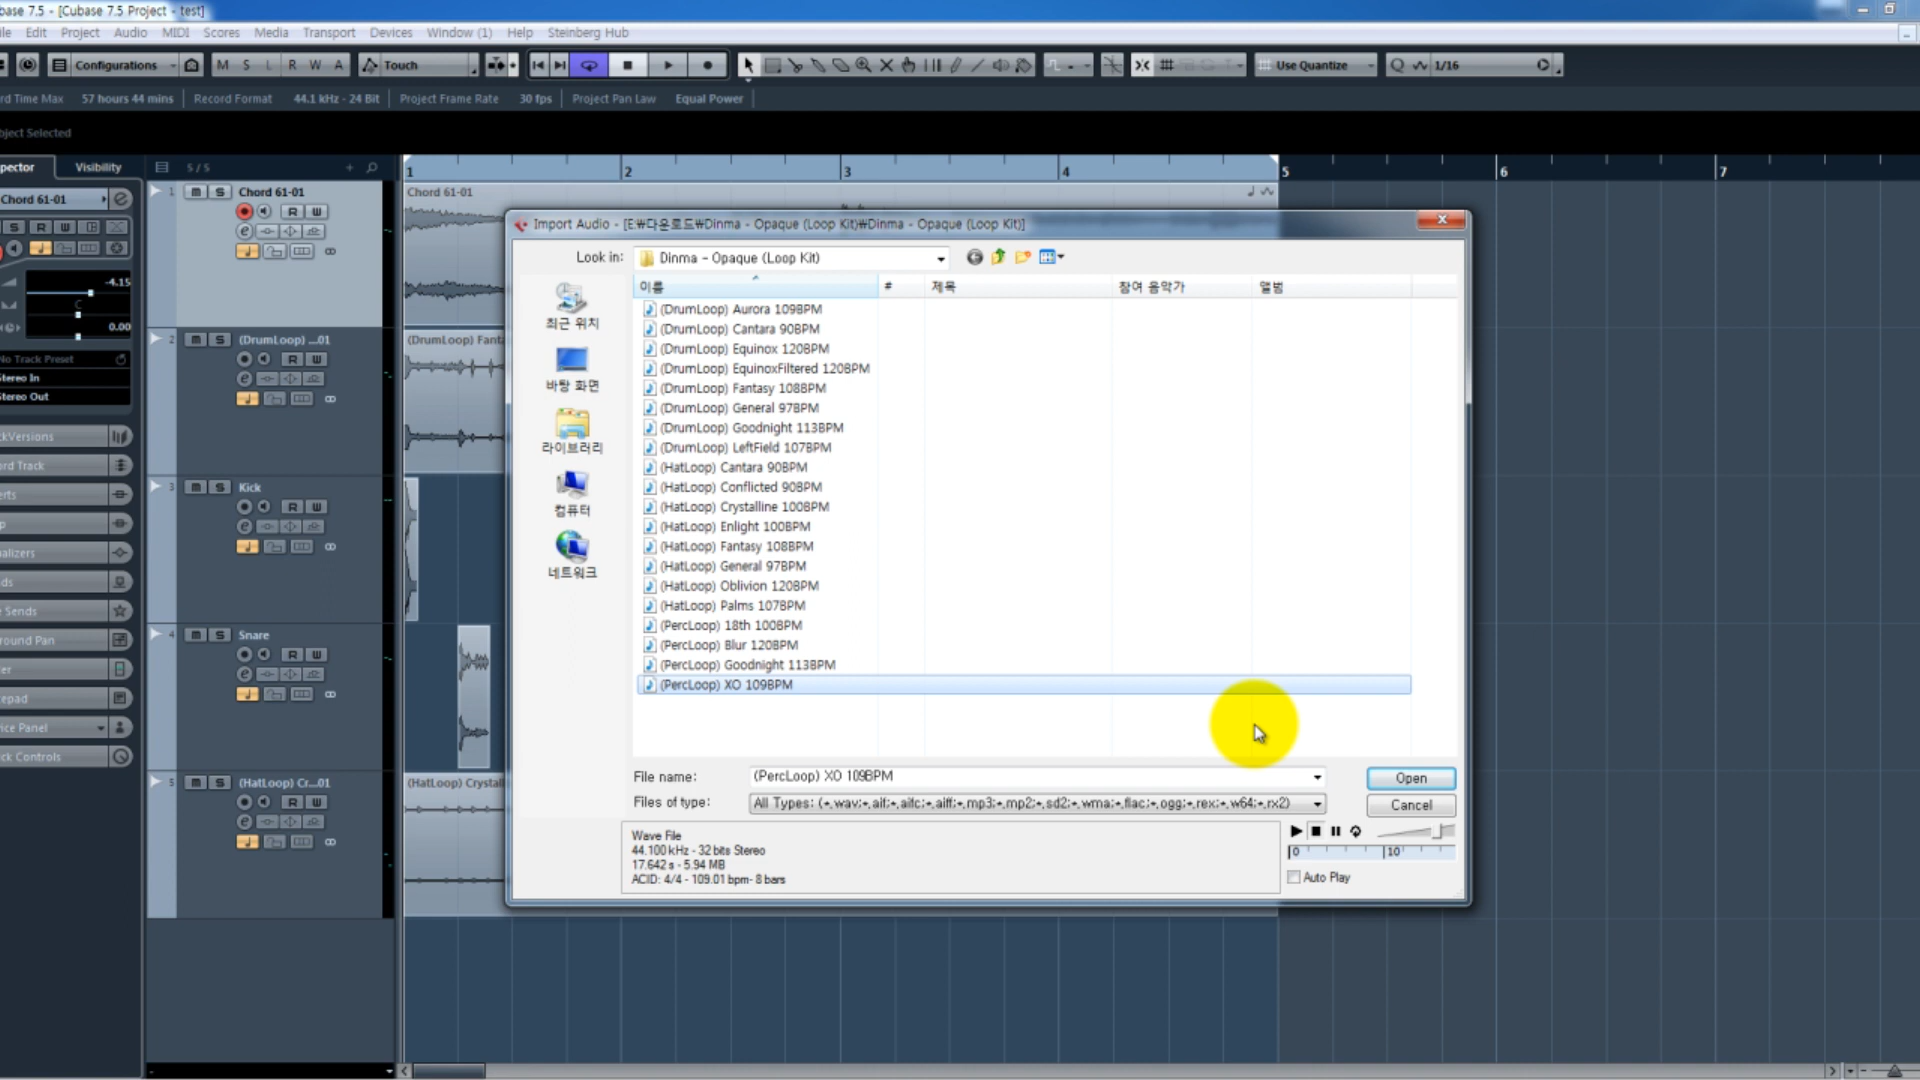 base 7.5 - [Cubase 7.5 Project - test]
ile Edit Project Audio MIDI Scores Media Transport Devices Window (1) Help Steinberg Hub
Configurations M S L R W A Touch Use Quantize Q 1/16
rd Time Max 57 hours 44 mins Record Format 44.1 kHz - 24 Bit Project Frame Rate 30 fps Project Pan Law Equal Power
bject Selected
pector Visibility 5 / 5
1 2 3 4 5 6 7
Chord 61-01
S R W
-4.15
C
0.00
No Track Preset
Stereo In
Stereo Out
ckVersions
ord Track
erts
p
ualizers
ds
e Sends
round Pan
er
epad
ice Panel
ck Controls
1 m S Chord 61-01
R W
e
2 m S (DrumLoop) ...01
R W
e
3 m S Kick
R W
e
4 m S Snare
R W
e
5 m S (HatLoop) Cr...01
R W
e
Chord 61-01
(DrumLoop) Fanta
(HatLoop) Crystall
Import Audio - [E:₩다운로드₩Dinma - Opaque (Loop Kit)₩Dinma - Opaque (Loop Kit)]
Look in: Dinma - Opaque (Loop Kit)
최근 위치
바탕 화면
라이브러리
컴퓨터
네트워크
이름 # 제목 참여 음악가 앨범
(DrumLoop) Aurora 109BPM
(DrumLoop) Cantara 90BPM
(DrumLoop) Equinox 120BPM
(DrumLoop) EquinoxFiltered 120BPM
(DrumLoop) Fantasy 108BPM
(DrumLoop) General 97BPM
(DrumLoop) Goodnight 113BPM
(DrumLoop) LeftField 107BPM
(HatLoop) Cantara 90BPM
(HatLoop) Conflicted 90BPM
(HatLoop) Crystalline 100BPM
(HatLoop) Enlight 100BPM
(HatLoop) Fantasy 108BPM
(HatLoop) General 97BPM
(HatLoop) Oblivion 120BPM
(HatLoop) Palms 107BPM
(PercLoop) 18th 100BPM
(PercLoop) Blur 120BPM
(PercLoop) Goodnight 113BPM
(PercLoop) XO 109BPM
File name: (PercLoop) XO 109BPM Open
Files of type: All Types: (*.wav;*.aif;*.aifc;*.aiff;*.mp3;*.mp2;*.sd2;*.wma;*.flac;*.ogg;*.rex;*.w64;*.rx2) Cancel
Wave File
44.100 kHz - 32 bits Stereo
17.642 s - 5.94 MB
ACID: 4/4 - 109.01 bpm- 8 bars
0 10
Auto Play